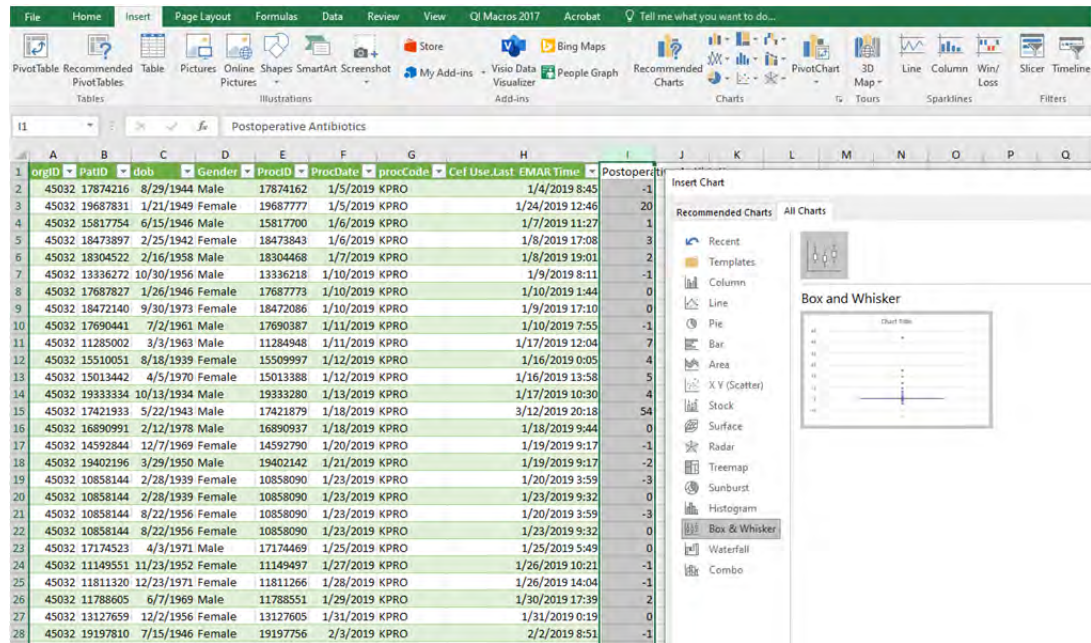 File Home Insert Page Layout Formulas Data Review View QI Macros 2017 Acrobat Tell me what you want to do...
PivotTable Recommended PivotTables Table Pictures Online Pictures Shapes SmartArt Screenshot Store My Add-ins Visio Data Visualizer Bing Maps People Graph Recommended Charts PivotChart 3D Map Line Column Win/Loss Slicer Timeline
Tables Illustrations Add-ins Charts Tours Sparklines Filters
I1 fx Postoperative Antibiotics
A B C D E F G H I J K L M N O P Q
1 orgID PatID dob Gender ProcID ProcDate procCode Cef Use.Last EMAR Time Postoperative
2 45032 17874216 8/29/1944 Male 17874162 1/5/2019 KPRO 1/4/2019 8:45 -1
3 45032 19687831 1/21/1949 Female 19687777 1/5/2019 KPRO 1/24/2019 12:46 20
4 45032 15817754 6/15/1946 Male 15817700 1/6/2019 KPRO 1/7/2019 11:27 1
5 45032 18473897 2/25/1942 Female 18473843 1/6/2019 KPRO 1/8/2019 17:08 3
6 45032 18304522 2/16/1958 Male 18304468 1/7/2019 KPRO 1/8/2019 19:01 2
7 45032 13336272 10/30/1956 Male 13336218 1/10/2019 KPRO 1/9/2019 8:11 -1
8 45032 17687827 1/26/1946 Female 17687773 1/10/2019 KPRO 1/10/2019 1:44 0
9 45032 18472140 9/30/1973 Female 18472086 1/10/2019 KPRO 1/9/2019 17:10 0
10 45032 17690441 7/2/1961 Male 17690387 1/11/2019 KPRO 1/10/2019 7:55 -1
11 45032 11285002 3/3/1963 Male 11284948 1/11/2019 KPRO 1/17/2019 12:04 7
12 45032 15510051 8/18/1939 Female 15509997 1/12/2019 KPRO 1/16/2019 0:05 4
13 45032 15013442 4/5/1970 Female 15013388 1/12/2019 KPRO 1/16/2019 13:58 5
14 45032 19333334 10/13/1934 Male 19333280 1/13/2019 KPRO 1/17/2019 10:30 4
15 45032 17421933 5/22/1943 Male 17421879 1/18/2019 KPRO 3/12/2019 20:18 54
16 45032 16890991 2/12/1978 Male 16890937 1/18/2019 KPRO 1/18/2019 9:44 0
17 45032 14592844 12/7/1969 Female 14592790 1/20/2019 KPRO 1/19/2019 9:17 -1
18 45032 19402196 3/29/1950 Male 19402142 1/21/2019 KPRO 1/19/2019 9:17 -2
19 45032 10858144 2/28/1939 Female 10858090 1/23/2019 KPRO 1/20/2019 3:59 -3
20 45032 10858144 2/28/1939 Female 10858090 1/23/2019 KPRO 1/23/2019 9:32 0
21 45032 10858144 8/22/1956 Female 10858090 1/23/2019 KPRO 1/20/2019 3:59 -3
22 45032 10858144 8/22/1956 Female 10858090 1/23/2019 KPRO 1/23/2019 9:32 0
23 45032 17174523 4/3/1971 Male 17174469 1/25/2019 KPRO 1/25/2019 5:49 0
24 45032 11149551 11/23/1952 Female 11149497 1/27/2019 KPRO 1/26/2019 10:21 -1
25 45032 11811320 12/23/1971 Female 11811266 1/28/2019 KPRO 1/26/2019 14:04 -1
26 45032 11788605 6/7/1969 Male 11788551 1/29/2019 KPRO 1/30/2019 17:39 2
27 45032 13127659 12/2/1956 Female 13127605 1/31/2019 KPRO 1/31/2019 0:19 0
28 45032 19197810 7/15/1946 Female 19197756 2/3/2019 KPRO 2/2/2019 8:51 -1
Insert Chart
Recommended Charts All Charts
Recent
Templates
Column
Line
Pie
Bar
Area
X Y (Scatter)
Stock
Surface
Radar
Treemap
Sunburst
Histogram
Box & Whisker
Waterfall
Combo
Box and Whisker
Chart Title